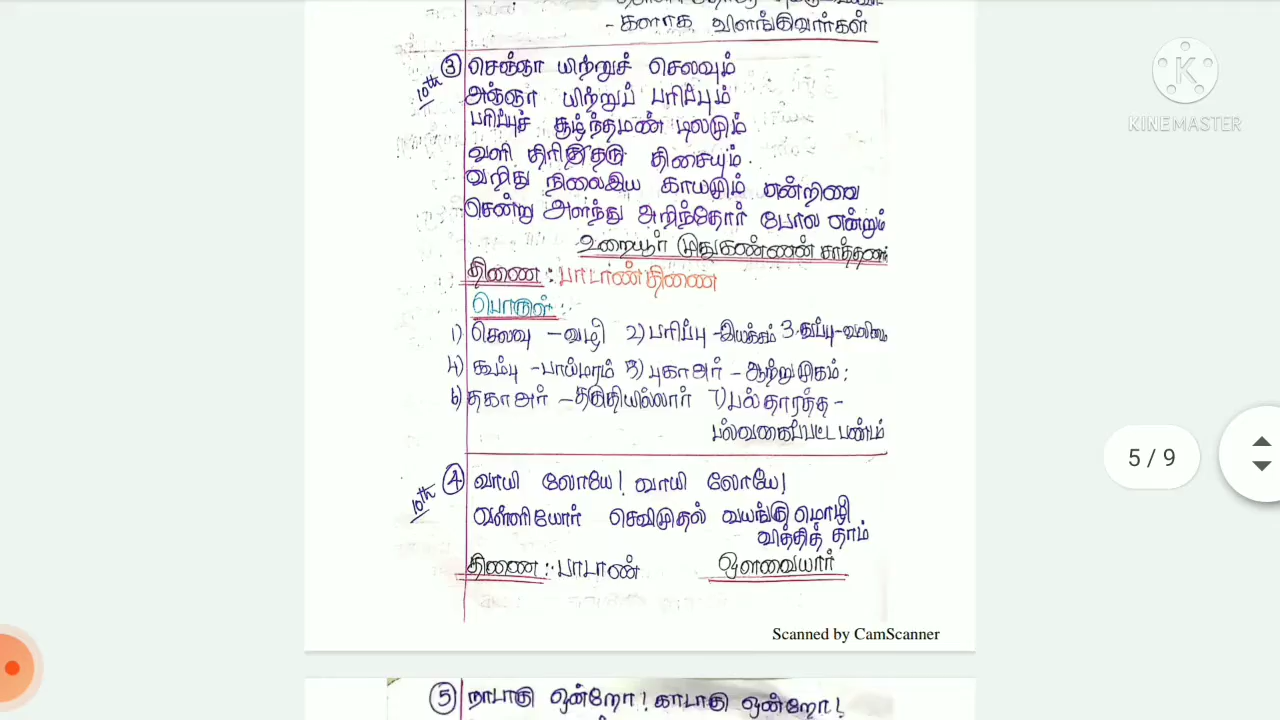 - களாக விளங்கிவார்கள்
10th ③ செஞ்ஞா யிற்றுச் செலவும்
அஞ்ஞா யிற்றுப் பரிப்பும்
பரிப்புச் சூழ்ந்தமண் டிலமும்
வளி திரிதரு திசையும்.
வறிது நிலைஇய காயமும் என்றிவை
சென்று அளந்து அறிந்தோர் போல என்றும்
உறையூர் முதுகண்ணன் சாத்தனார்
திணை : பாடாண்திணை
பொருள் :
1) செலவு - வழி 2) பரிப்பு - இயக்கம் 3. துப்பு - வலிமை
4) கூம்பு - பாய்மரம் 5) புகாஅர் - ஆற்றுமுகம் ;
6) தகாஅர் - தகுதியில்லார் 7) பல்தாரத்த -
பல்வகைப்பட்ட பண்டம்
10th ④ வாயி லோயே! வாயி லோயே!
வள்ளியோர் செவிமுதல் வயங்குமொழி
வித்தித் தாம்
திணை : பாடாண் ஔவையார்
Scanned by CamScanner
⑤ நாடாகு ஒன்றோ! காடாகு ஒன்றோ!
KINEMASTER
5 / 9